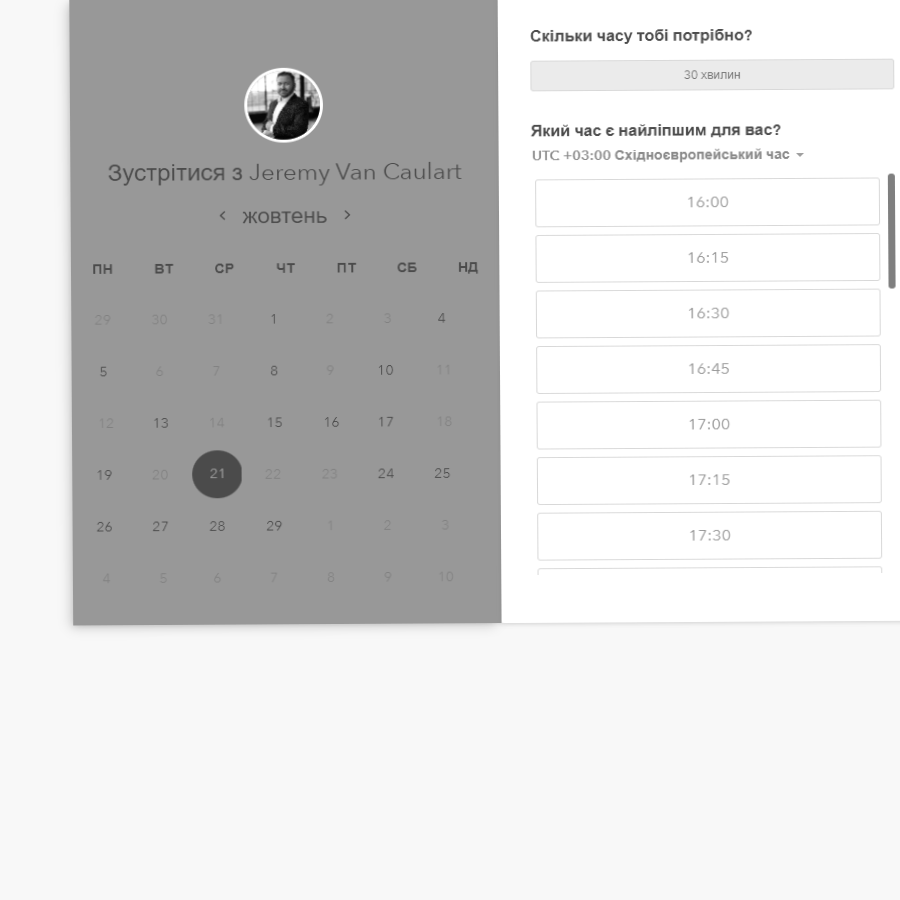 Зустрітися з Jeremy Van Caulart
жовтень
ПН ВТ СР ЧТ ПТ СБ НД
29 30 31 1 2 3 4
5 6 7 8 9 10 11
12 13 14 15 16 17 18
19 20 21 22 23 24 25
26 27 28 29 1 2 3
4 5 6 7 8 9 10
Скільки часу тобі потрібно?
30 хвилин
Який час є найліпшим для вас?
UTC +03:00 Східноєвропейський час
16:00
16:15
16:30
16:45
17:00
17:15
17:30